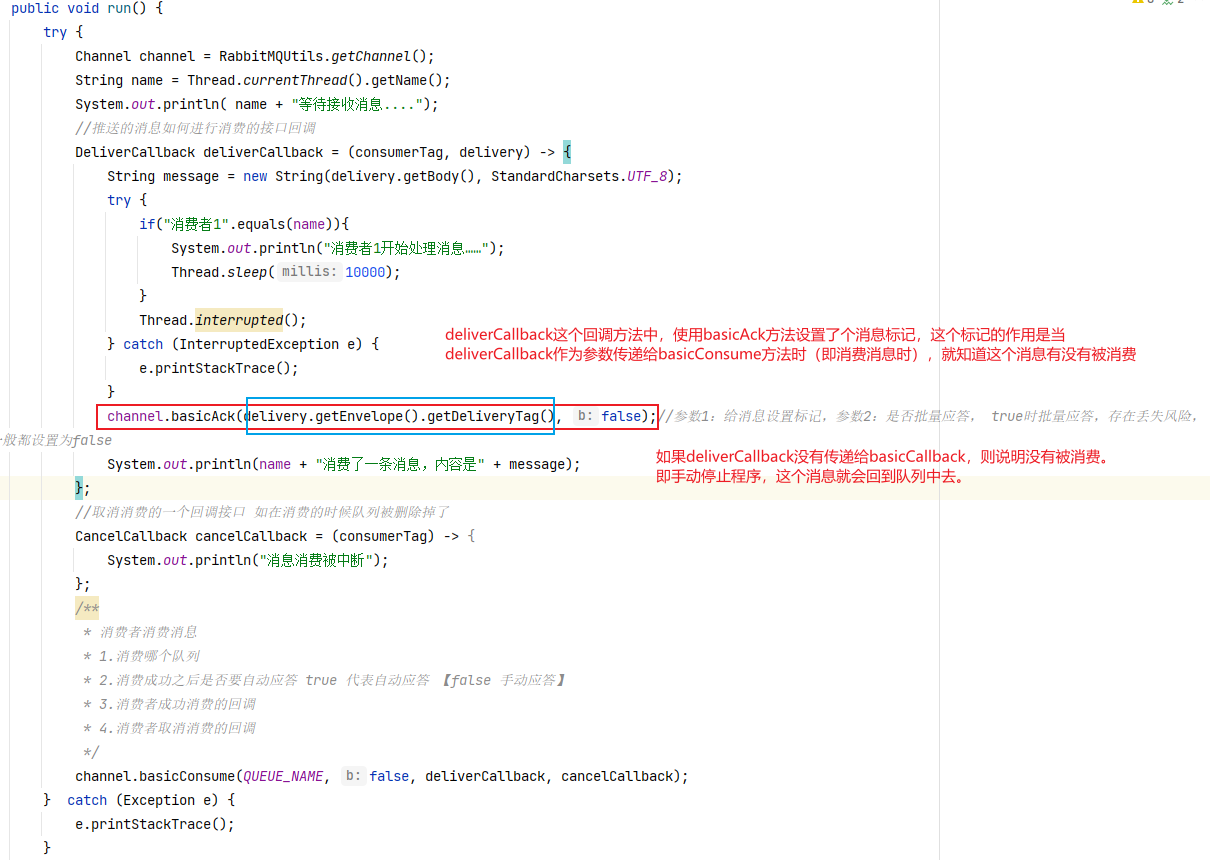 public void run() {
try {
Channel channel = RabbitMQUtils.getChannel();
String name = Thread.currentThread().getName();
System.out.println( name + "等待接收消息....");
//推送的消息如何进行消费的接口回调
DeliverCallback deliverCallback = (consumerTag, delivery) -> {
String message = new String(delivery.getBody(), StandardCharsets.UTF_8);
try {
if("消费者1".equals(name)){
System.out.println("消费者1开始处理消息……");
Thread.sleep( millis: 10000);
}
Thread.interrupted();
deliverCallback这个回调方法中，使用basicAck方法设置了个消息标记，这个标记的作用是当
} catch (InterruptedException e) {
deliverCallback作为参数传递给basicConsume方法时（即消费消息时），就知道这个消息有没有被消费
e.printStackTrace();
}
channel.basicAck(delivery.getEnvelope().getDeliveryTag(), b: false);//参数1：给消息设置标记，参数2：是否批量应答， true时批量应答，存在丢失风险，
一般都设置为false
如果deliverCallback没有传递给basicCallback，则说明没有被消费。
System.out.println(name + "消费了一条消息，内容是" + message);
即手动停止程序，这个消息就会回到队列中去。
};
//取消消费的一个回调接口 如在消费的时候队列被删除掉了
CancelCallback cancelCallback = (consumerTag) -> {
System.out.println("消息消费被中断");
};
/**
* 消费者消费消息
* 1.消费哪个队列
* 2.消费成功之后是否要自动应答 true 代表自动应答 【false 手动应答】
* 3.消费者成功消费的回调
* 4.消费者取消消费的回调
*/
channel.basicConsume(QUEUE_NAME, b: false, deliverCallback, cancelCallback);
} catch (Exception e) {
e.printStackTrace();
}